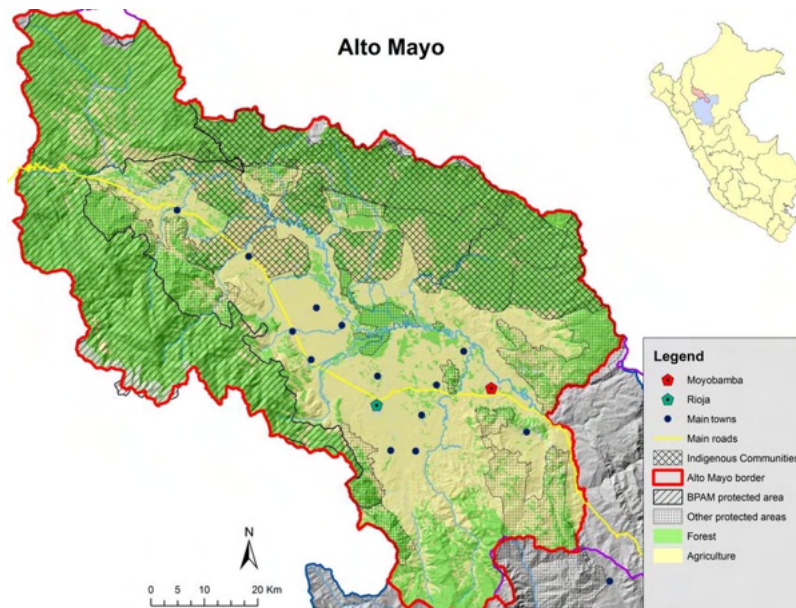 Alto Mayo
Legend
Moyobamba
Rioja
Main towns
Main roads
Indigenous Communities
Alto Mayo border
BPAM protected area
Other protected areas
Forest
Agriculture
N
0 5 10 20 Km